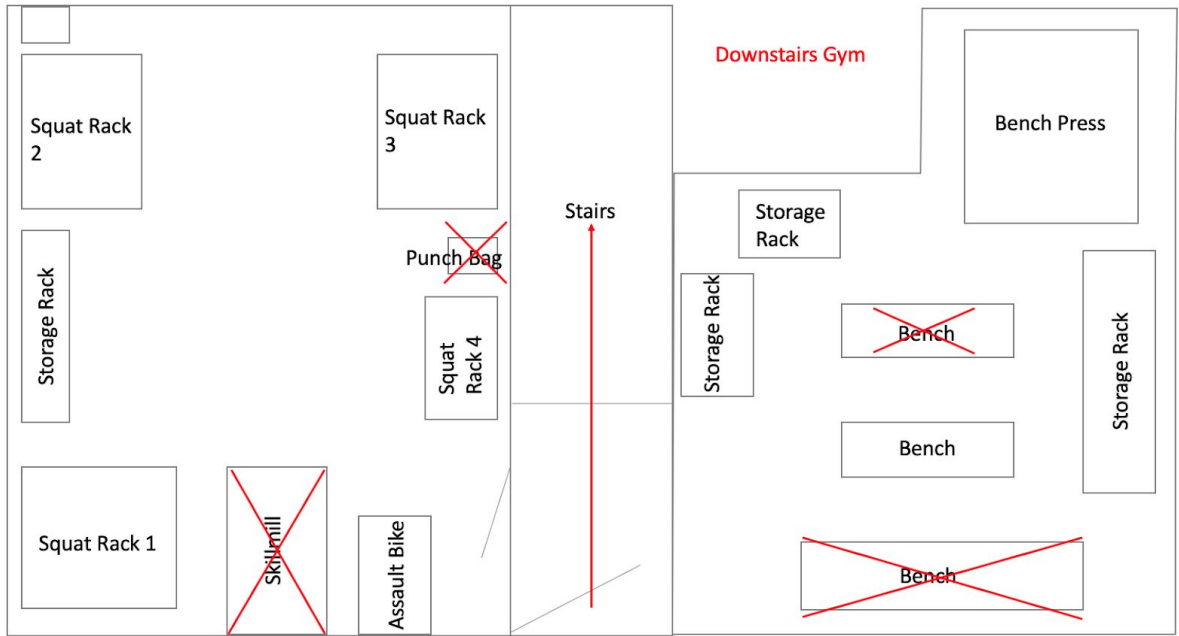 Downstairs Gym
Squat Rack
2
Squat Rack
3
Bench Press
Stairs
Storage
Rack
Punch Bag
Storage Rack
Squat
Rack 4
Storage Rack
Bench
Storage Rack
Bench
Squat Rack 1
Skillmill
Assault Bike
Bench